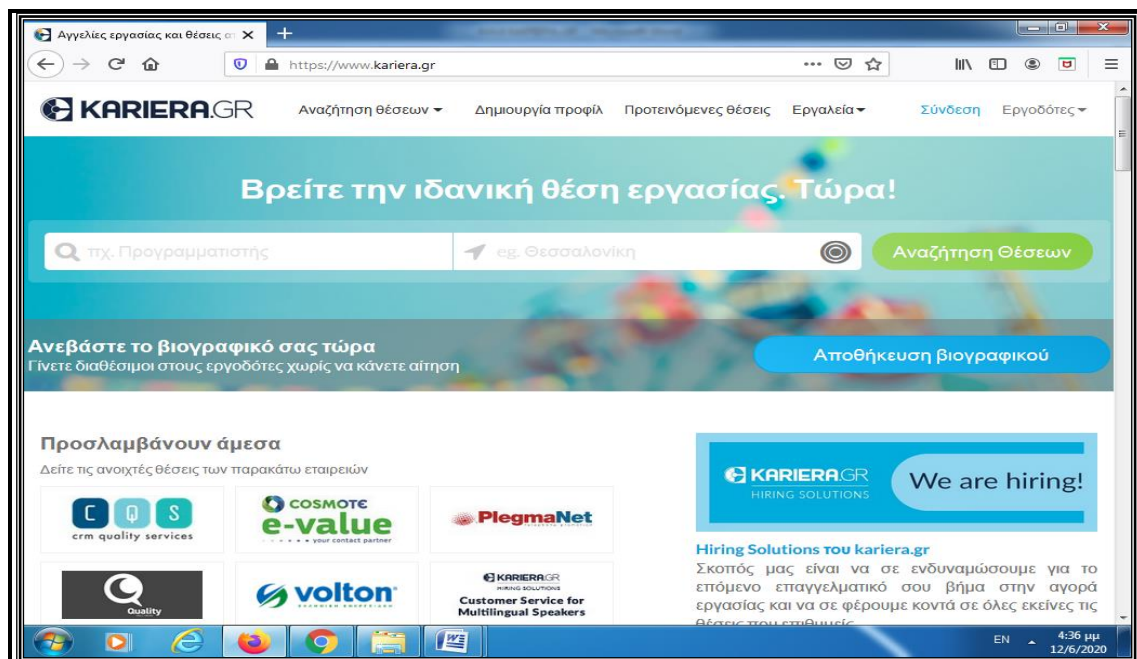 Αγγελίες εργασίας και θέσεις
https://www.kariera.gr
KARIERA.GR
Αναζήτηση θέσεων
Δημιουργία προφίλ
Προτεινόμενες θέσεις
Εργαλεία
Σύνδεση
Εργοδότες
Βρείτε την ιδανική θέση εργασίας. Τώρα!
πχ. Προγραμματιστής
eg. Θεσσαλονίκη
Αναζήτηση Θέσεων
Ανεβάστε το βιογραφικό σας τώρα
Γίνετε διαθέσιμοι στους εργοδότες χωρίς να κάνετε αίτηση
Αποθήκευση βιογραφικού
Προσλαμβάνουν άμεσα
Δείτε τις ανοιχτές θέσεις των παρακάτω εταιρειών
C Q S
crm quality services
COSMOTE
e-value
your contact partner
PlegmaNet
Quality
volton
KARIERA.GR
HIRING SOLUTIONS
Customer Service for
Multilingual Speakers
KARIERA.GR
HIRING SOLUTIONS
We are hiring!
Hiring Solutions του kariera.gr
Σκοπός μας είναι να σε ενδυναμώσουμε για το
επόμενο επαγγελματικό σου βήμα στην αγορά
εργασίας και να σε φέρουμε κοντά σε όλες εκείνες τις
θέσεις που επιθυμείς
EN
4:36 μμ
12/6/2020